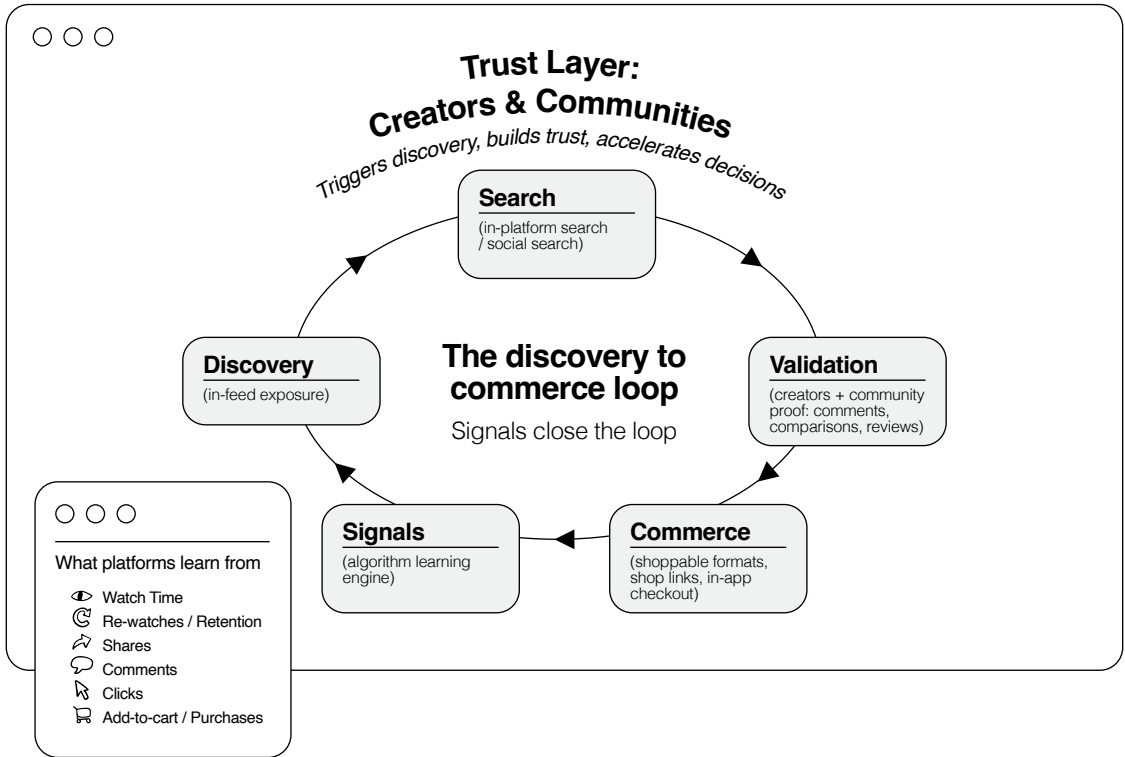 Trust Layer:
Creators & Communities
Triggers discovery, builds trust, accelerates decisions
Search
(in-platform search
/ social search)
Discovery
(in-feed exposure)
The discovery to
commerce loop
Signals close the loop
Validation
(creators + community
proof: comments,
comparisons, reviews)
Signals
(algorithm learning
engine)
Commerce
(shoppable formats,
shop links, in-app
checkout)
What platforms learn from
Watch Time
Re-watches / Retention
Shares
Comments
Clicks
Add-to-cart / Purchases